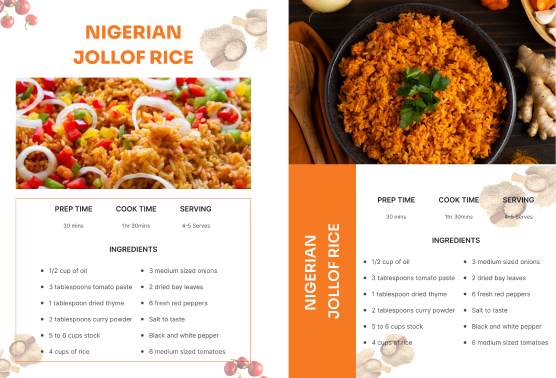 NIGERIAN
JOLLOF RICE
PREP TIME COOK TIME SERVING
30 mins 1hr 30mins 4-5 Serves
INGREDIENTS
1/2 cup of oil
3 tablespoons tomato paste
1 tablespoon dried thyme
2 tablespoons curry powder
5 to 6 cups stock
4 cups of rice
3 medium sized onions
2 dried bay leaves
6 fresh red peppers
Salt to taste
Black and white pepper
6 medium sized tomatoes
NIGERIAN
JOLLOF RICE
PREP TIME COOK TIME SERVING
30 mins 1hr 30mins 4-5 Serves
INGREDIENTS
1/2 cup of oil
3 tablespoons tomato paste
1 tablespoon dried thyme
2 tablespoons curry powder
5 to 6 cups stock
4 cups of rice
3 medium sized onions
2 dried bay leaves
6 fresh red peppers
Salt to taste
Black and white pepper
6 medium sized tomatoes